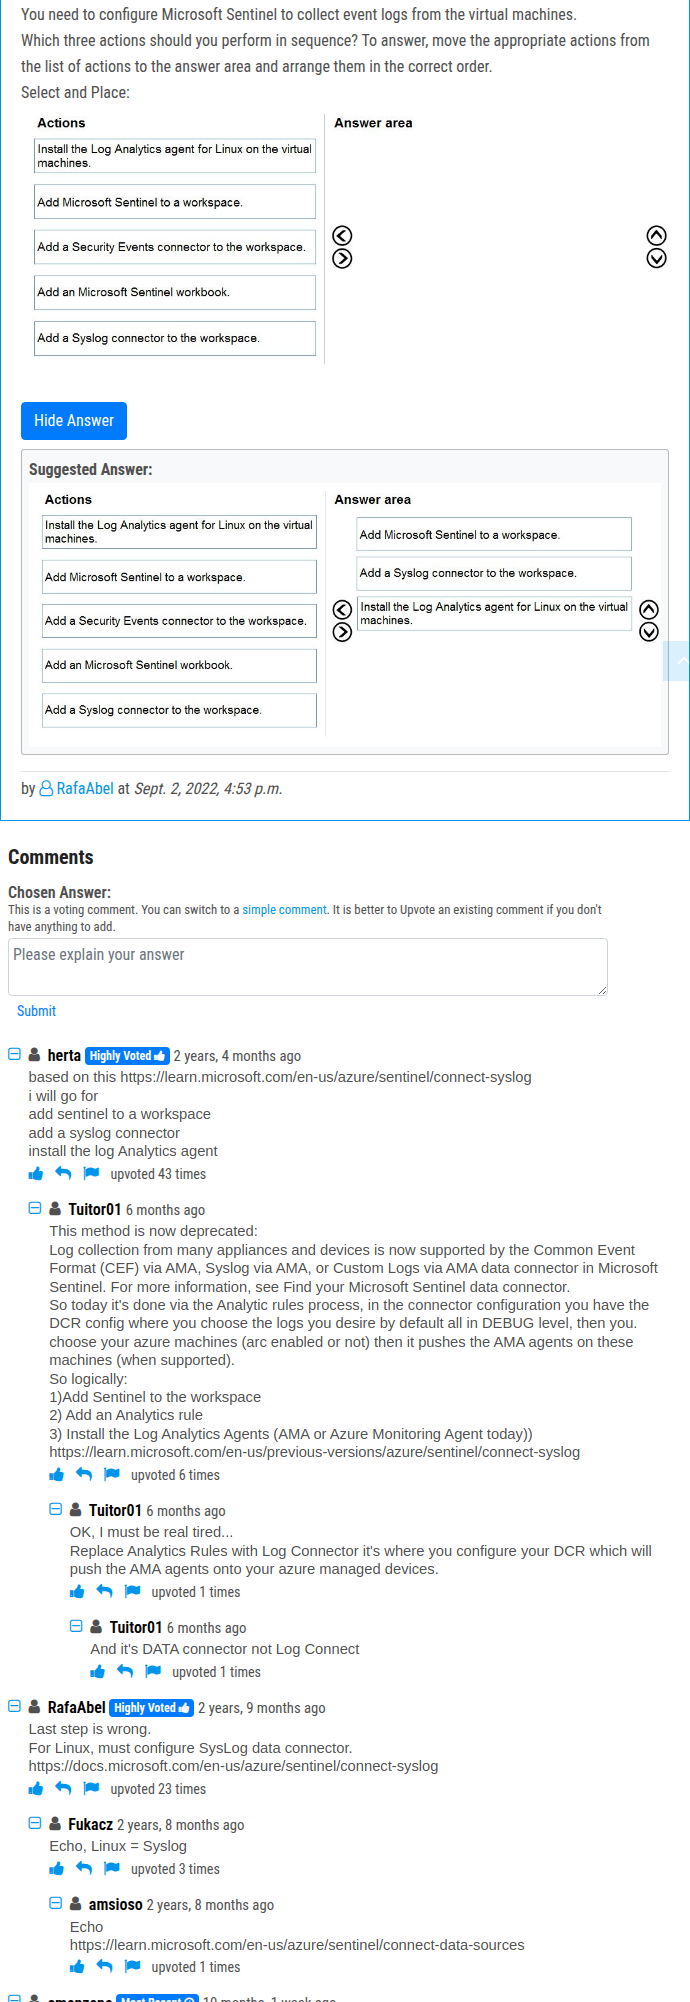 You need to configure Microsoft Sentinel to collect event logs from the virtual machines.
Which three actions should you perform in sequence? To answer, move the appropriate actions from
the list of actions to the answer area and arrange them in the correct order.
Select and Place:
Actions
Answer area
Install the Log Analytics agent for Linux on the virtual
machines.
Add Microsoft Sentinel to a workspace.
Add a Security Events connector to the workspace.
Add an Microsoft Sentinel workbook.
Add a Syslog connector to the workspace.
Hide Answer
Suggested Answer:
Actions
Answer area
Install the Log Analytics agent for Linux on the virtual
machines.
Add Microsoft Sentinel to a workspace.
Add a Security Events connector to the workspace.
Add an Microsoft Sentinel workbook.
Add a Syslog connector to the workspace.
Add Microsoft Sentinel to a workspace.
Add a Syslog connector to the workspace.
Install the Log Analytics agent for Linux on the virtual
machines.
by RafaAbel at Sept. 2, 2022, 4:53 p.m.
Comments
Chosen Answer:
This is a voting comment. You can switch to a simple comment. It is better to Upvote an existing comment if you don't
have anything to add.
Please explain your answer
Submit
herta Highly Voted 2 years, 4 months ago
based on this https://learn.microsoft.com/en-us/azure/sentinel/connect-syslog
i will go for
add sentinel to a workspace
add a syslog connector
install the log Analytics agent
upvoted 43 times
Tuitor01 6 months ago
This method is now deprecated:
Log collection from many appliances and devices is now supported by the Common Event
Format (CEF) via AMA, Syslog via AMA, or Custom Logs via AMA data connector in Microsoft
Sentinel. For more information, see Find your Microsoft Sentinel data connector.
So today it's done via the Analytic rules process, in the connector configuration you have the
DCR config where you choose the logs you desire by default all in DEBUG level, then you.
choose your azure machines (arc enabled or not) then it pushes the AMA agents on these
machines (when supported).
So logically:
1)Add Sentinel to the workspace
2) Add an Analytics rule
3) Install the Log Analytics Agents (AMA or Azure Monitoring Agent today))
https://learn.microsoft.com/en-us/previous-versions/azure/sentinel/connect-syslog
upvoted 6 times
Tuitor01 6 months ago
OK, I must be real tired...
Replace Analytics Rules with Log Connector it's where you configure your DCR which will
push the AMA agents onto your azure managed devices.
upvoted 1 times
Tuitor01 6 months ago
And it's DATA connector not Log Connect
upvoted 1 times
RafaAbel Highly Voted 2 years, 9 months ago
Last step is wrong.
For Linux, must configure SysLog data connector.
https://docs.microsoft.com/en-us/azure/sentinel/connect-syslog
upvoted 23 times
Fukacz 2 years, 8 months ago
Echo, Linux = Syslog
upvoted 3 times
amsioso 2 years, 8 months ago
Echo
https://learn.microsoft.com/en-us/azure/sentinel/connect-data-sources
upvoted 1 times